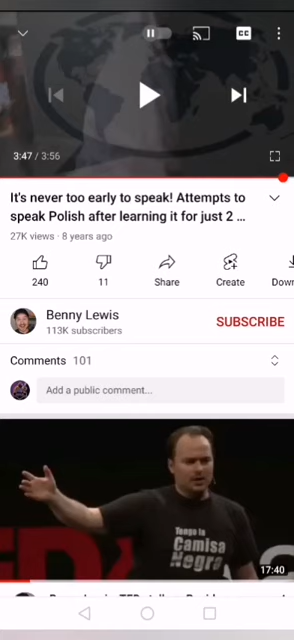 CC
3:47 / 3:56
It's never too early to speak! Attempts to
speak Polish after learning it for just 2 ...
27K views · 8 years ago
240
11
Share
Create
Down
Benny Lewis
113K subscribers
SUBSCRIBE
Comments 101
Add a public comment...
Tengo la
Camisa
Negra
17:40